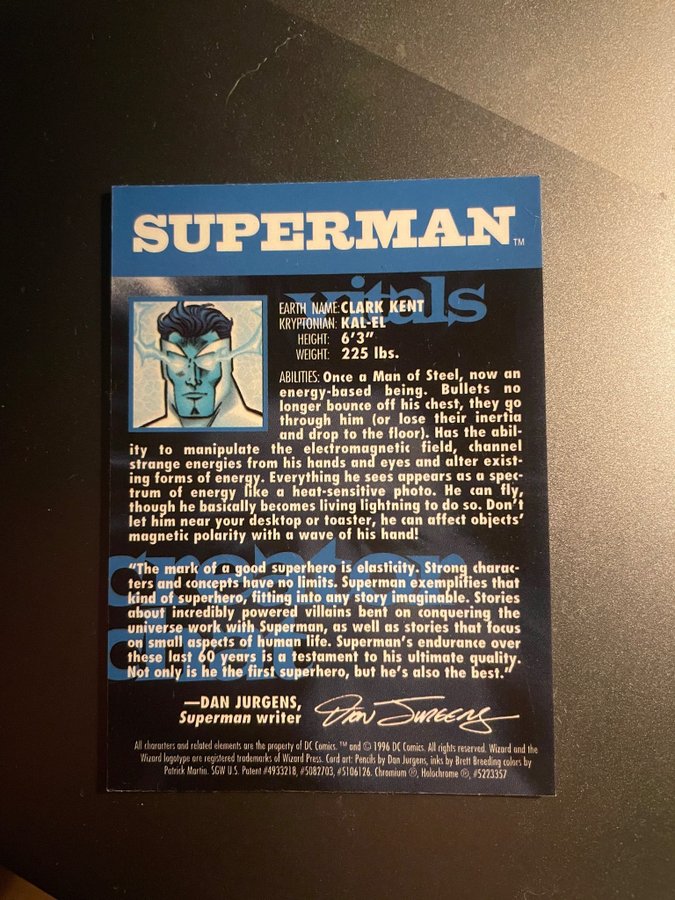 SUPERMAN™
vitals
EARTH NAME: CLARK KENT
KRYPTONIAN: KAL-EL
HEIGHT: 6'3"
WEIGHT: 225 lbs.
ABILITIES: Once a Man of Steel, now an
energy-based being. Bullets no
longer bounce off his chest, they go
through him (or lose their inertia
and drop to the floor). Has the abil-
ity to manipulate the electromagnetic field, channel
strange energies from his hands and eyes and alter exist-
ing forms of energy. Everything he sees appears as a spec-
trum of energy like a heat-sensitive photo. He can fly,
though he basically becomes living lightning to do so. Don't
let him near your desktop or toaster, he can affect objects'
magnetic polarity with a wave of his hand!
creator
chat
"The mark of a good superhero is elasticity. Strong charac-
ters and concepts have no limits. Superman exemplifies that
kind of superhero, fitting into any story imaginable. Stories
about incredibly powered villains bent on conquering the
universe work with Superman, as well as stories that focus
on small aspects of human life. Superman's endurance over
these last 60 years is a testament to his ultimate quality.
Not only is he the first superhero, but he's also the best."
—DAN JURGENS,
Superman writer
Dan Jurgens
All characters and related elements are the property of DC Comics. ™ and © 1996 DC Comics. All rights reserved. Wizard and the
Wizard logotype are registered trademarks of Wizard Press. Card art: Pencils by Dan Jurgens, inks by Brett Breeding colors by
Patrick Martin. SGW U.S. Patent #4933218, #5082703, #5106126. Chromium ®, Holochrome ®, #5223357